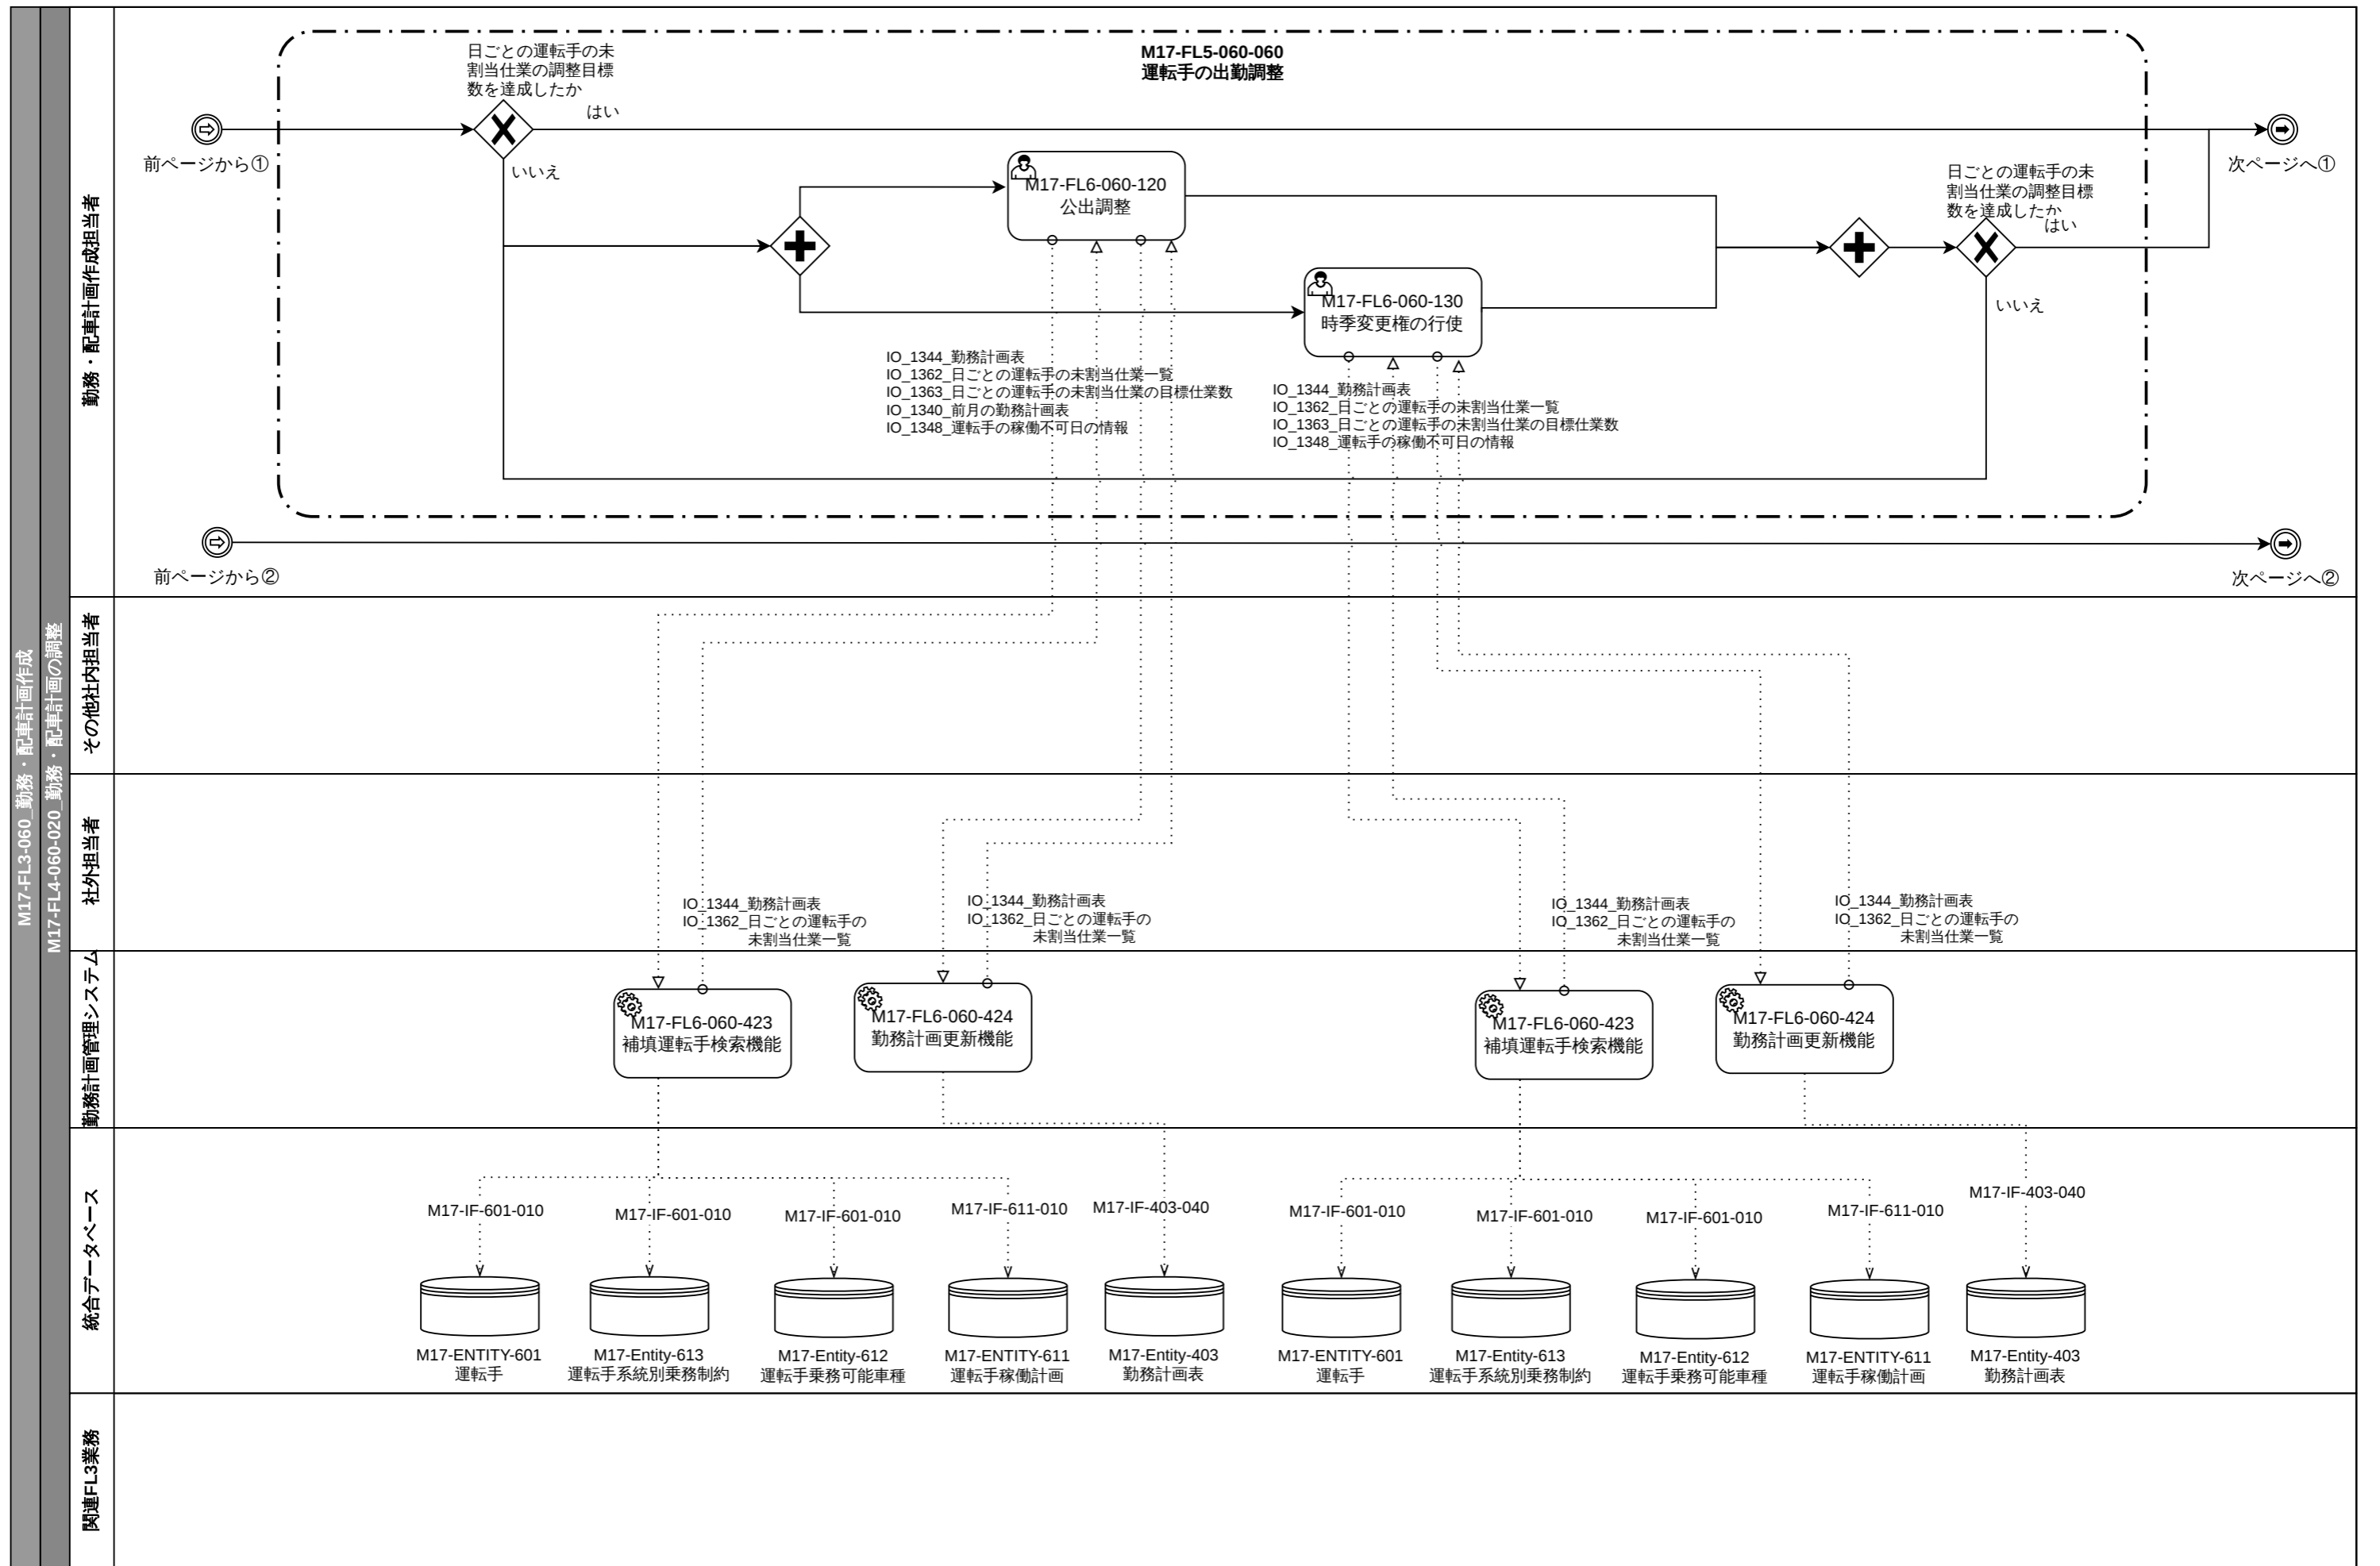 M17-FL3-060_勤務・配車計画作成
M17-FL4-060-020_勤務・配車計画の調整
勤務・配車計画作成担当者
M17-FL5-060-060
運転手の出勤調整
日ごとの運転手の未
割当仕業の調整目標
数を達成したか
はい
いいえ
前ページから①
M17-FL6-060-120
公出調整
M17-FL6-060-130
時季変更権の行使
日ごとの運転手の未
割当仕業の調整目標
数を達成したか
はい
いいえ
次ページへ①
IO_1344_勤務計画表
IO_1362_日ごとの運転手の未割当仕業一覧
IO_1363_日ごとの運転手の未割当仕業の目標仕業数
IO_1340_前月の勤務計画表
IO_1348_運転手の稼働不可日の情報
IO_1344_勤務計画表
IO_1362_日ごとの運転手の未割当仕業一覧
IO_1363_日ごとの運転手の未割当仕業の目標仕業数
IO_1348_運転手の稼働不可日の情報
前ページから②
次ページへ②
その他社内担当者
社外担当者
IO_1344_勤務計画表
IO_1362_日ごとの運転手の
未割当仕業一覧
IO_1344_勤務計画表
IO_1362_日ごとの運転手の
未割当仕業一覧
IO_1344_勤務計画表
IO_1362_日ごとの運転手の
未割当仕業一覧
IO_1344_勤務計画表
IO_1362_日ごとの運転手の
未割当仕業一覧
勤務計画管理システム
M17-FL6-060-423
補填運転手検索機能
M17-FL6-060-424
勤務計画更新機能
M17-FL6-060-423
補填運転手検索機能
M17-FL6-060-424
勤務計画更新機能
統合データベース
M17-IF-601-010
M17-IF-601-010
M17-IF-601-010
M17-IF-611-010
M17-IF-403-040
M17-IF-601-010
M17-IF-601-010
M17-IF-601-010
M17-IF-611-010
M17-IF-403-040
M17-ENTITY-601
運転手
M17-Entity-613
運転手系統別乗務制約
M17-Entity-612
運転手乗務可能車種
M17-ENTITY-611
運転手稼働計画
M17-Entity-403
勤務計画表
M17-ENTITY-601
運転手
M17-Entity-613
運転手系統別乗務制約
M17-Entity-612
運転手乗務可能車種
M17-ENTITY-611
運転手稼働計画
M17-Entity-403
勤務計画表
関連FL3業務